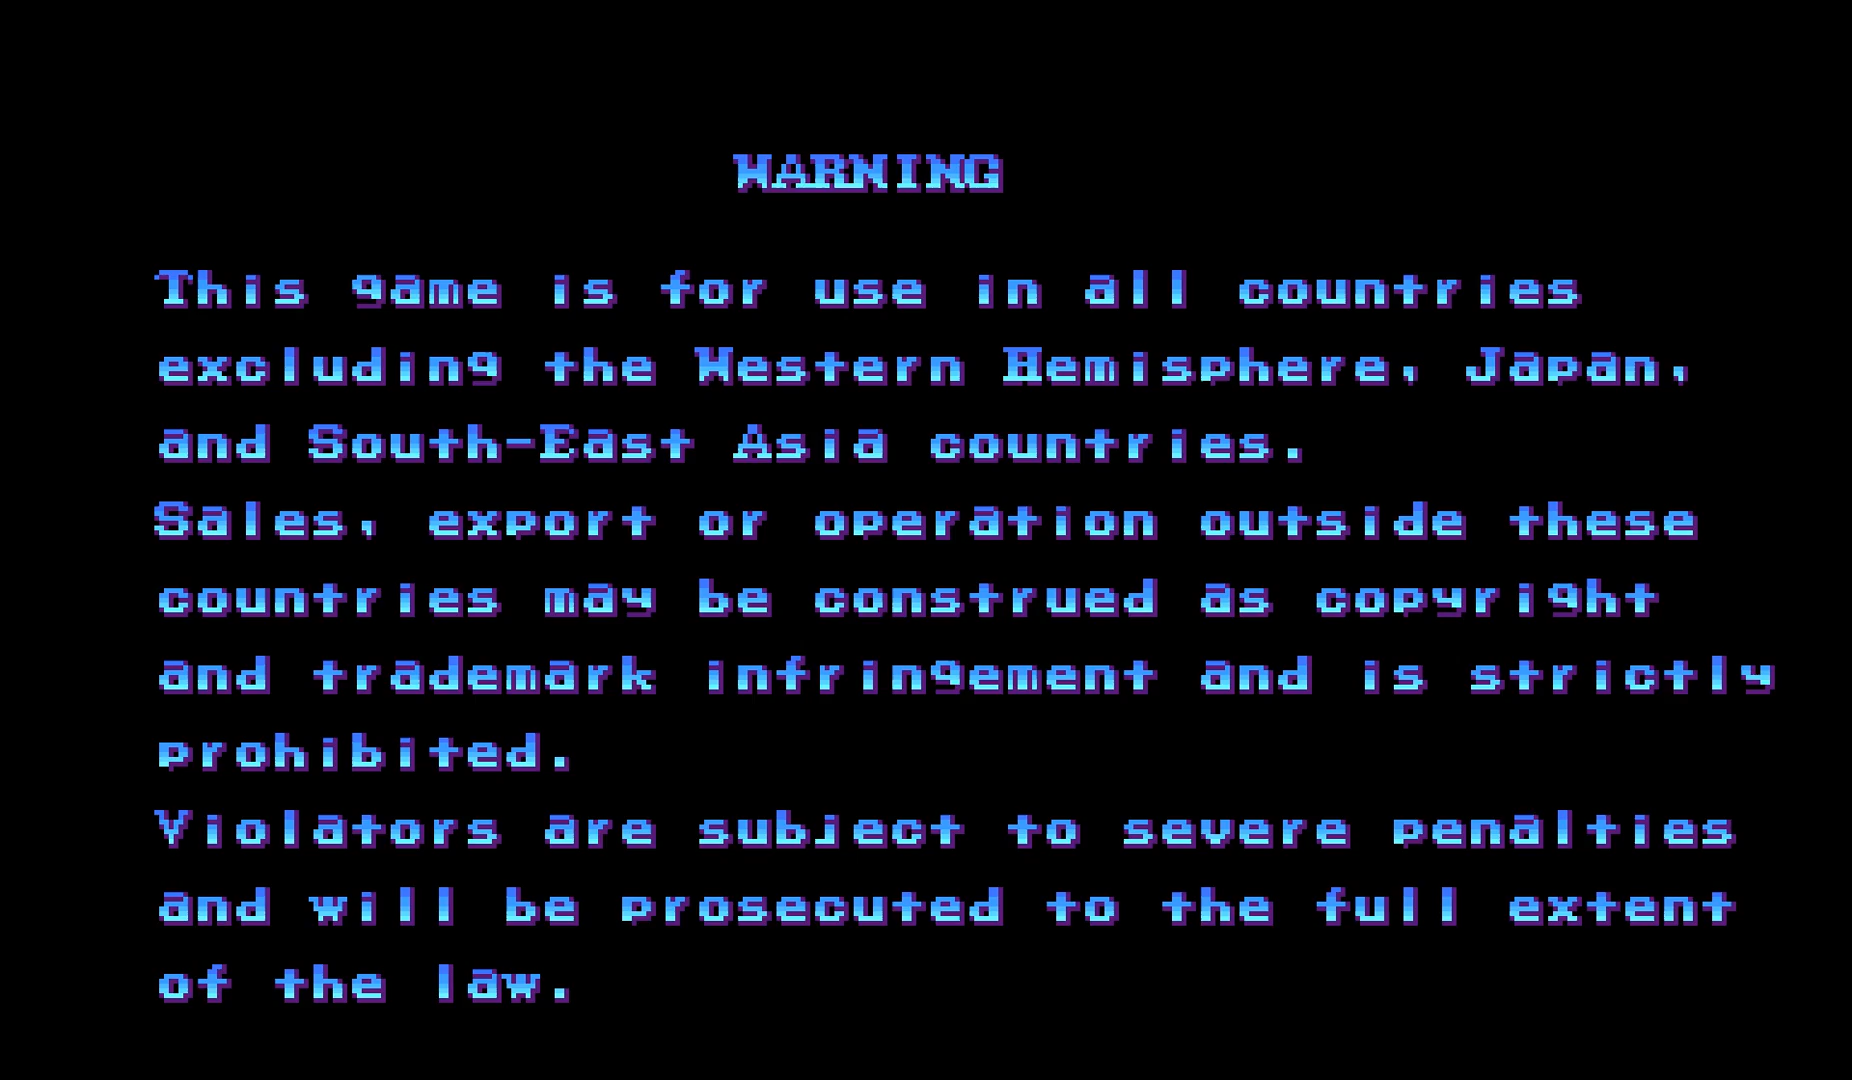 WARNING
This game is for use in all countries
excluding the Western Hemisphere, Japan,
and South-East Asia countries.
Sales, export or operation outside these
countries may be construed as copyright
and trademark infringement and is strictly
prohibited.
Violators are subject to severe penalties
and will be prosecuted to the full extent
of the law.